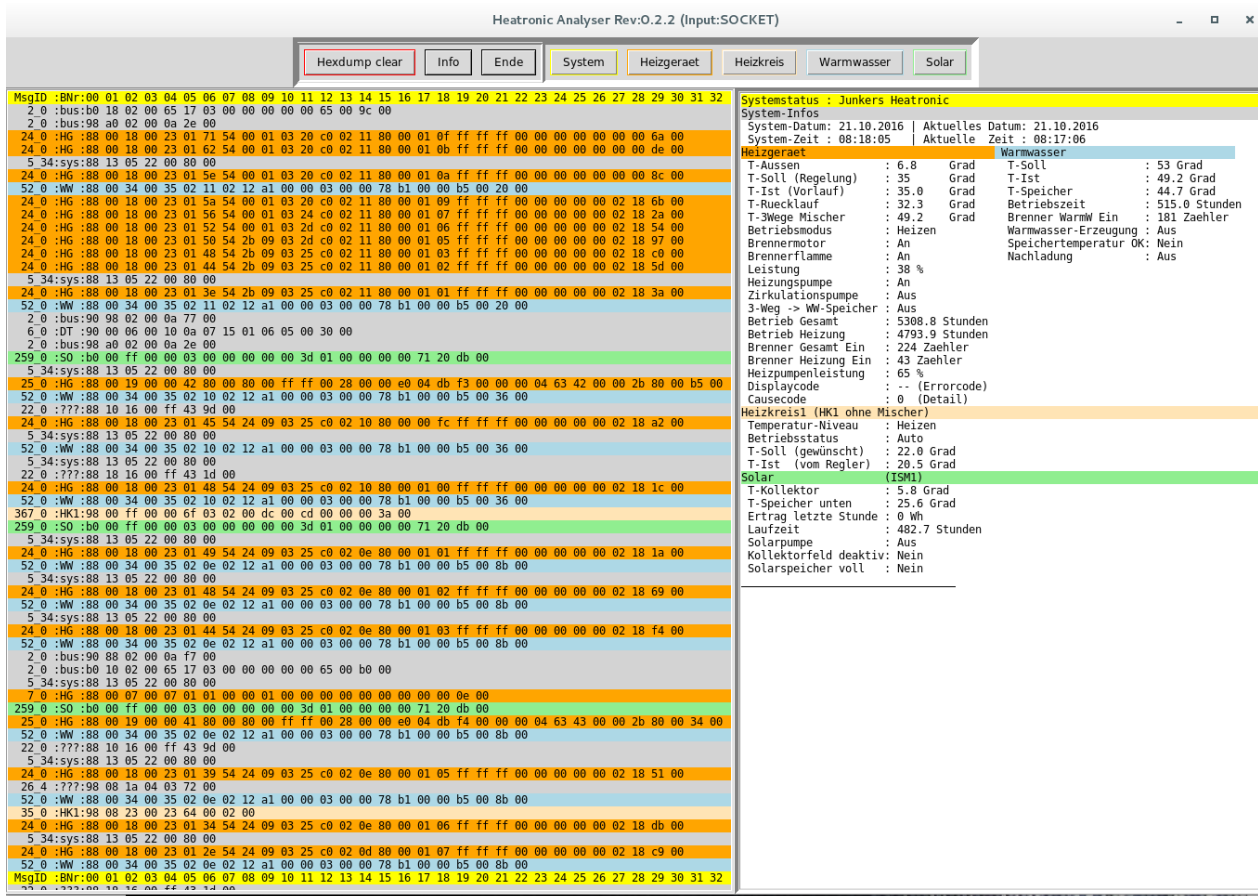 Heatronic Analyser Rev:0.2.2 (Input:SOCKET)
Hexdump clear Info Ende System Heizgeraet Heizkreis Warmwasser Solar
MsgID :BNr:00 01 02 03 04 05 06 07 08 09 10 11 12 13 14 15 16 17 18 19 20 21 22 23 24 25 26 27 28 29 30 31 32
2_0 :bus:b0 18 02 00 65 17 03 00 00 00 00 00 65 00 9c 00
2_0 :bus:98 a0 02 00 0a 2e 00
24_0 :HG :88 00 18 00 23 01 71 54 00 01 03 20 c0 02 11 80 00 01 0f ff ff ff 00 00 00 00 00 00 00 6a 00
24_0 :HG :88 00 18 00 23 01 62 54 00 01 03 20 c0 02 11 80 00 01 0b ff ff ff 00 00 00 00 00 00 00 de 00
5_34:sys:88 13 05 22 00 80 00
24_0 :HG :88 00 18 00 23 01 5e 54 00 01 03 20 c0 02 11 80 00 01 0a ff ff ff 00 00 00 00 00 00 00 8c 00
52_0 :WW :88 00 34 00 35 02 11 02 12 a1 00 00 03 00 00 78 b1 00 00 b5 00 20 00
24_0 :HG :88 00 18 00 23 01 5a 54 00 01 03 20 c0 02 11 80 00 01 09 ff ff ff 00 00 00 00 00 02 18 6b 00
24_0 :HG :88 00 18 00 23 01 56 54 00 01 03 24 c0 02 11 80 00 01 07 ff ff ff 00 00 00 00 00 02 18 2a 00
24_0 :HG :88 00 18 00 23 01 52 54 00 01 03 2d c0 02 11 80 00 01 06 ff ff ff 00 00 00 00 00 02 18 54 00
24_0 :HG :88 00 18 00 23 01 50 54 2b 09 03 2d c0 02 11 80 00 01 05 ff ff ff 00 00 00 00 00 02 18 97 00
24_0 :HG :88 00 18 00 23 01 48 54 2b 09 03 25 c0 02 11 80 00 01 03 ff ff ff 00 00 00 00 00 02 18 c0 00
24_0 :HG :88 00 18 00 23 01 44 54 2b 09 03 25 c0 02 11 80 00 01 02 ff ff ff 00 00 00 00 00 02 18 5d 00
5_34:sys:88 13 05 22 00 80 00
24_0 :HG :88 00 18 00 23 01 3e 54 2b 09 03 25 c0 02 11 80 00 01 01 ff ff ff 00 00 00 00 00 02 18 3a 00
52_0 :WW :88 00 34 00 35 02 11 02 12 a1 00 00 03 00 00 78 b1 00 00 b5 00 20 00
2_0 :bus:90 98 02 00 0a 77 00
6_0 :DT :90 00 06 00 10 0a 07 15 01 06 05 00 30 00
2_0 :bus:98 a0 02 00 0a 2e 00
259_0 :SO :b0 00 ff 00 00 03 00 00 00 00 00 3d 01 00 00 00 00 71 20 db 00
5_34:sys:88 13 05 22 00 80 00
25_0 :HG :88 00 19 00 00 42 80 00 80 00 ff ff 00 28 00 00 e0 04 db f3 00 00 00 04 63 42 00 00 2b 80 00 b5 00
52_0 :WW :88 00 34 00 35 02 10 02 12 a1 00 00 03 00 00 78 b1 00 00 b5 00 36 00
22_0 :???:88 10 16 00 ff 43 9d 00
24_0 :HG :88 00 18 00 23 01 45 54 24 09 03 25 c0 02 10 80 00 00 fc ff ff ff 00 00 00 00 00 02 18 a2 00
5_34:sys:88 13 05 22 00 80 00
52_0 :WW :88 00 34 00 35 02 10 02 12 a1 00 00 03 00 00 78 b1 00 00 b5 00 36 00
5_34:sys:88 13 05 22 00 80 00
22_0 :???:88 18 16 00 ff 43 1d 00
24_0 :HG :88 00 18 00 23 01 48 54 24 09 03 25 c0 02 10 80 00 01 00 ff ff ff 00 00 00 00 00 02 18 1c 00
52_0 :WW :88 00 34 00 35 02 10 02 12 a1 00 00 03 00 00 78 b1 00 00 b5 00 36 00
367_0 :HK1:98 00 ff 00 00 6f 03 02 00 dc 00 cd 00 00 00 3a 00
259_0 :SO :b0 00 ff 00 00 03 00 00 00 00 00 3d 01 00 00 00 00 71 20 db 00
5_34:sys:88 13 05 22 00 80 00
24_0 :HG :88 00 18 00 23 01 49 54 24 09 03 25 c0 02 0e 80 00 01 01 ff ff ff 00 00 00 00 00 02 18 1a 00
52_0 :WW :88 00 34 00 35 02 0e 02 12 a1 00 00 03 00 00 78 b1 00 00 b5 00 8b 00
5_34:sys:88 13 05 22 00 80 00
24_0 :HG :88 00 18 00 23 01 48 54 24 09 03 25 c0 02 0e 80 00 01 02 ff ff ff 00 00 00 00 00 02 18 69 00
52_0 :WW :88 00 34 00 35 02 0e 02 12 a1 00 00 03 00 00 78 b1 00 00 b5 00 8b 00
5_34:sys:88 13 05 22 00 80 00
24_0 :HG :88 00 18 00 23 01 44 54 24 09 03 25 c0 02 0e 80 00 01 03 ff ff ff 00 00 00 00 00 02 18 f4 00
52_0 :WW :88 00 34 00 35 02 0e 02 12 a1 00 00 03 00 00 78 b1 00 00 b5 00 8b 00
2_0 :bus:90 88 02 00 0a f7 00
2_0 :bus:b0 10 02 00 65 17 03 00 00 00 00 00 65 00 b0 00
5_34:sys:88 13 05 22 00 80 00
7_0 :HG :88 00 07 00 07 01 01 00 00 01 00 00 00 00 00 00 00 00 00 0e 00
259_0 :SO :b0 00 ff 00 00 03 00 00 00 00 00 3d 01 00 00 00 00 71 20 db 00
25_0 :HG :88 00 19 00 00 41 80 00 80 00 ff ff 00 28 00 00 e0 04 db f4 00 00 00 04 63 43 00 00 2b 80 00 34 00
52_0 :WW :88 00 34 00 35 02 0e 02 12 a1 00 00 03 00 00 78 b1 00 00 b5 00 8b 00
22_0 :???:88 10 16 00 ff 43 9d 00
5_34:sys:88 13 05 22 00 80 00
24_0 :HG :88 00 18 00 23 01 39 54 24 09 03 25 c0 02 0e 80 00 01 05 ff ff ff 00 00 00 00 00 02 18 51 00
26_4 :???:98 08 1a 04 03 72 00
52_0 :WW :88 00 34 00 35 02 0e 02 12 a1 00 00 03 00 00 78 b1 00 00 b5 00 8b 00
35_0 :HK1:98 08 23 00 23 64 00 02 00
24_0 :HG :88 00 18 00 23 01 34 54 24 09 03 25 c0 02 0e 80 00 01 06 ff ff ff 00 00 00 00 00 02 18 db 00
5_34:sys:88 13 05 22 00 80 00
24_0 :HG :88 00 18 00 23 01 2e 54 24 09 03 25 c0 02 0d 80 00 01 07 ff ff ff 00 00 00 00 00 02 18 c9 00
52_0 :WW :88 00 34 00 35 02 0e 02 12 a1 00 00 03 00 00 78 b1 00 00 b5 00 8b 00
MsgID :BNr:00 01 02 03 04 05 06 07 08 09 10 11 12 13 14 15 16 17 18 19 20 21 22 23 24 25 26 27 28 29 30 31 32
22_0 :???:88 18 16 00 ff 43 1d 00
Systemstatus : Junkers Heatronic
System-Infos
System-Datum: 21.10.2016 | Aktuelles Datum: 21.10.2016
System-Zeit : 08:18:05 | Aktuelle Zeit : 08:17:06
Heizgeraet Warmwasser
T-Aussen : 6.8 Grad T-Soll : 53 Grad
T-Soll (Regelung) : 35 Grad T-Ist : 49.2 Grad
T-Ist (Vorlauf) : 35.0 Grad T-Speicher : 44.7 Grad
T-Ruecklauf : 32.3 Grad Betriebszeit : 515.0 Stunden
T-3Wege Mischer : 49.2 Grad Brenner WarmW Ein : 181 Zaehler
Betriebsmodus : Heizen Warmwasser-Erzeugung : Aus
Brennermotor : An Speichertemperatur OK: Nein
Brennerflamme : An Nachladung : Aus
Leistung : 38 %
Heizungspumpe : An
Zirkulationspumpe : Aus
3-Weg -> WW-Speicher : Aus
Betrieb Gesamt : 5308.8 Stunden
Betrieb Heizung : 4793.9 Stunden
Brenner Gesamt Ein : 224 Zaehler
Brenner Heizung Ein : 43 Zaehler
Heizpumpenleistung : 65 %
Displaycode : -- (Errorcode)
Causecode : 0 (Detail)
Heizkreis1 (HK1 ohne Mischer)
Temperatur-Niveau : Heizen
Betriebsstatus : Auto
T-Soll (gewünscht) : 22.0 Grad
T-Ist (vom Regler) : 20.5 Grad
Solar (ISM1)
T-Kollektor : 5.8 Grad
T-Speicher unten : 25.6 Grad
Ertrag letzte Stunde : 0 Wh
Laufzeit : 482.7 Stunden
Solarpumpe : Aus
Kollektorfeld deaktiv: Nein
Solarspeicher voll : Nein